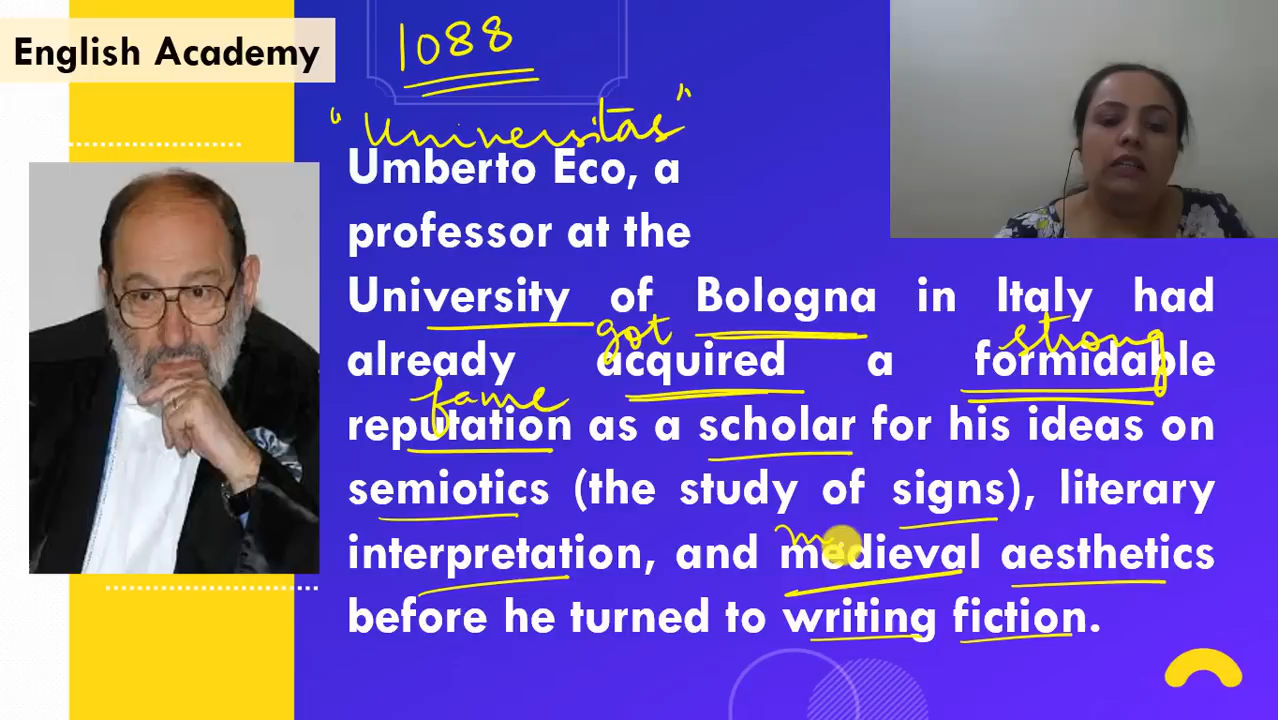 English Academy
1088
"Universitas"
Umberto Eco, a
professor at the
University of Bologna in Italy had
got strong
already acquired a formidable
fame
reputation as a scholar for his ideas on
semiotics (the study of signs), literary
interpretation, and medieval aesthetics
before he turned to writing fiction.